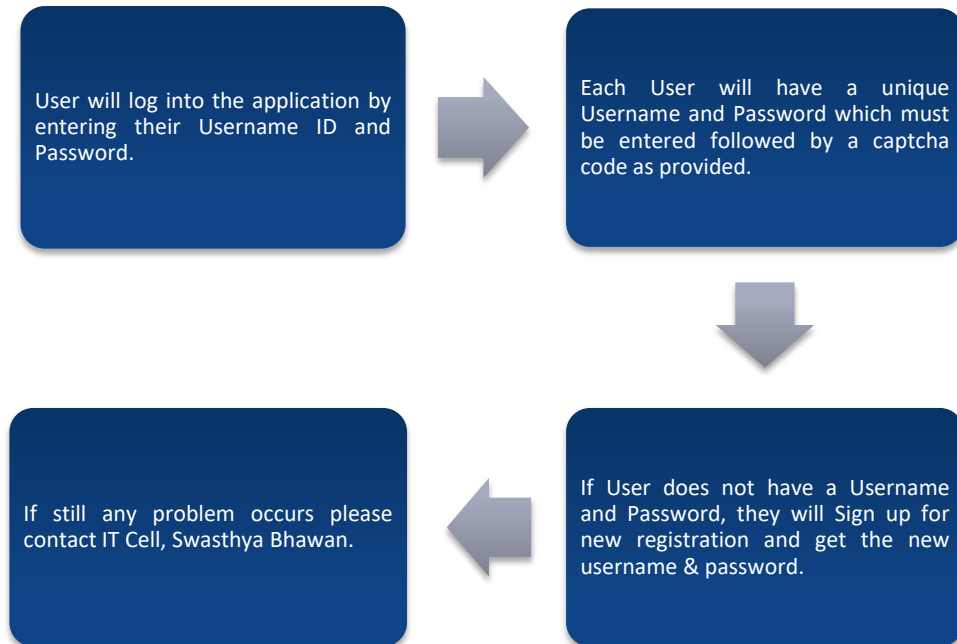 User will log into the application by
entering their Username ID and
Password.
Each User will have a unique
Username and Password which must
be entered followed by a captcha
code as provided.
If User does not have a Username
and Password, they will Sign up for
new registration and get the new
username & password.
If still any problem occurs please
contact IT Cell, Swasthya Bhawan.